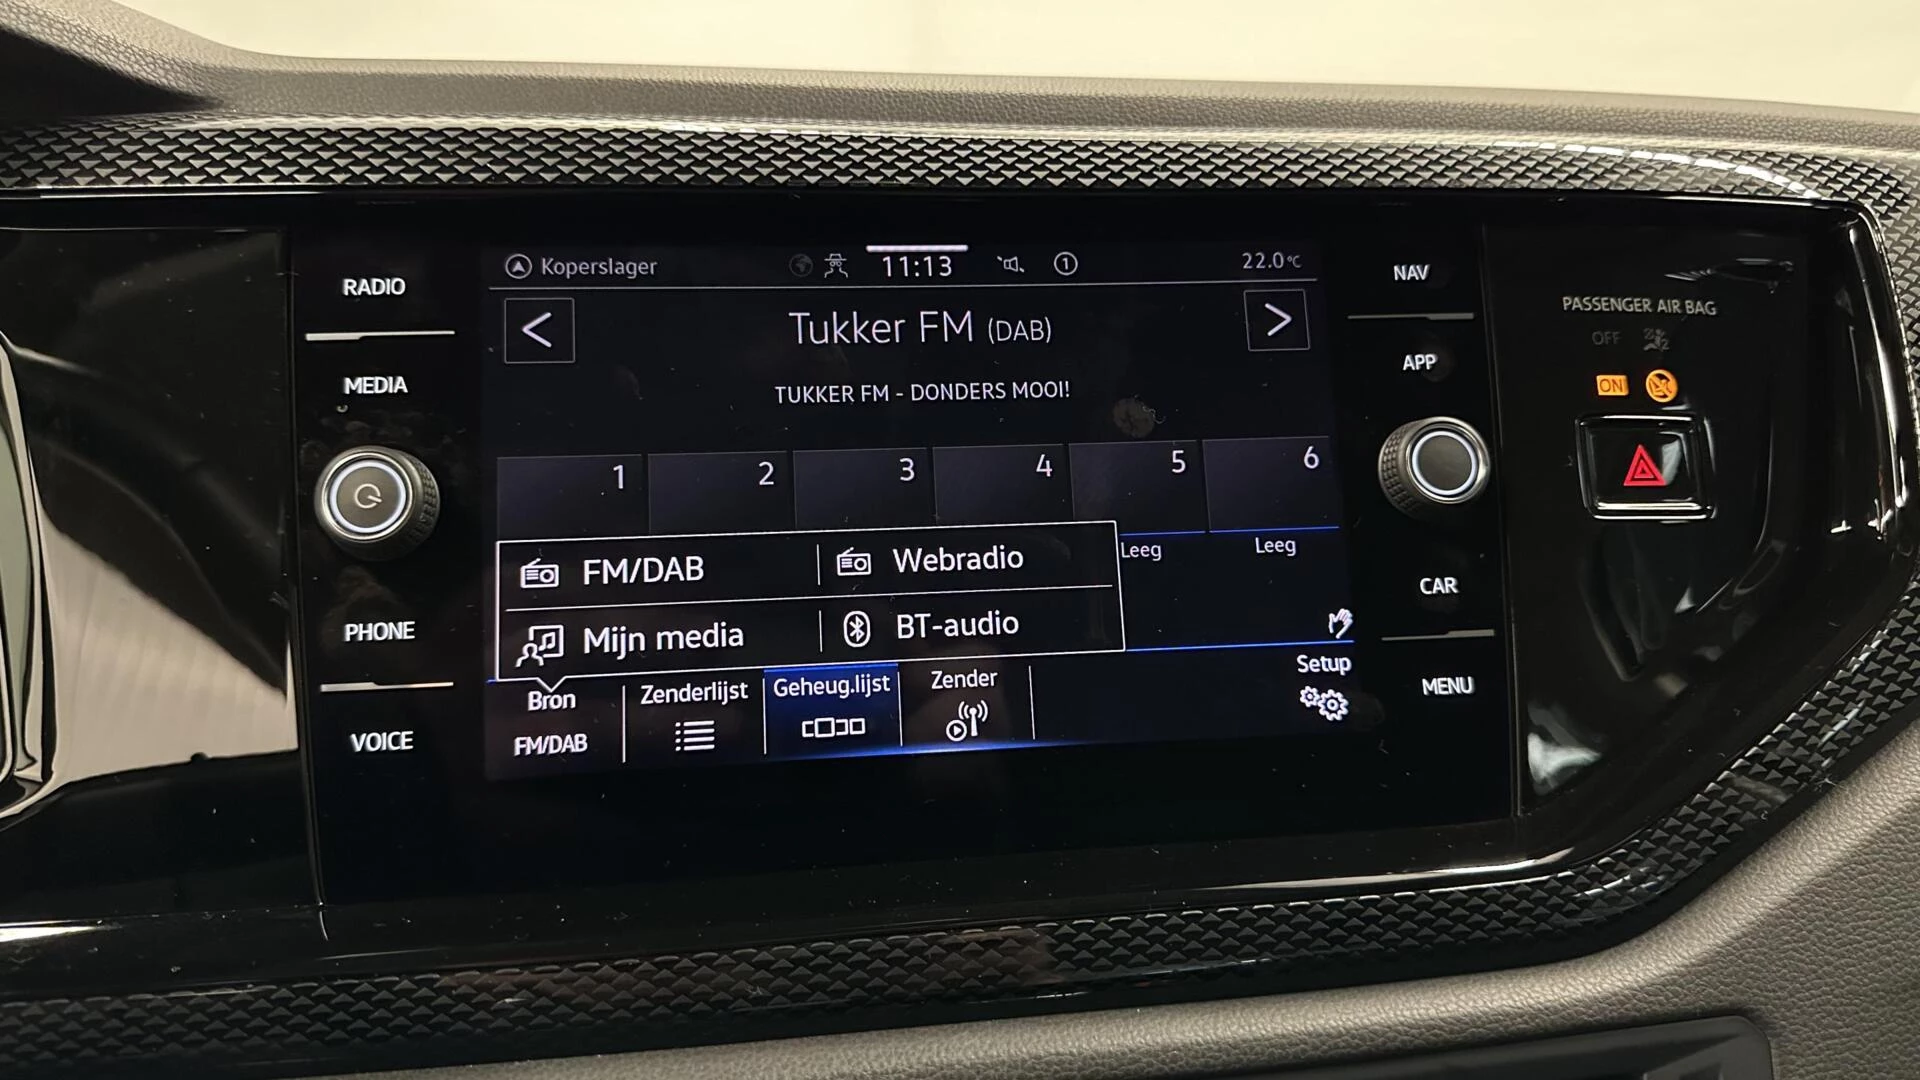 RADIO
MEDIA
PHONE
VOICE
Koperslager
11:13
1
22.0°C
Tukker FM (DAB)
TUKKER FM - DONDERS MOOI!
1 2 3 4 5 6
Leeg Leeg
FM/DAB Webradio
Mijn media BT-audio
Bron Zenderlijst Geheug.lijst Zender Setup
FM/DAB
NAV
APP
CAR
MENU
PASSENGER AIR BAG
OFF
ON